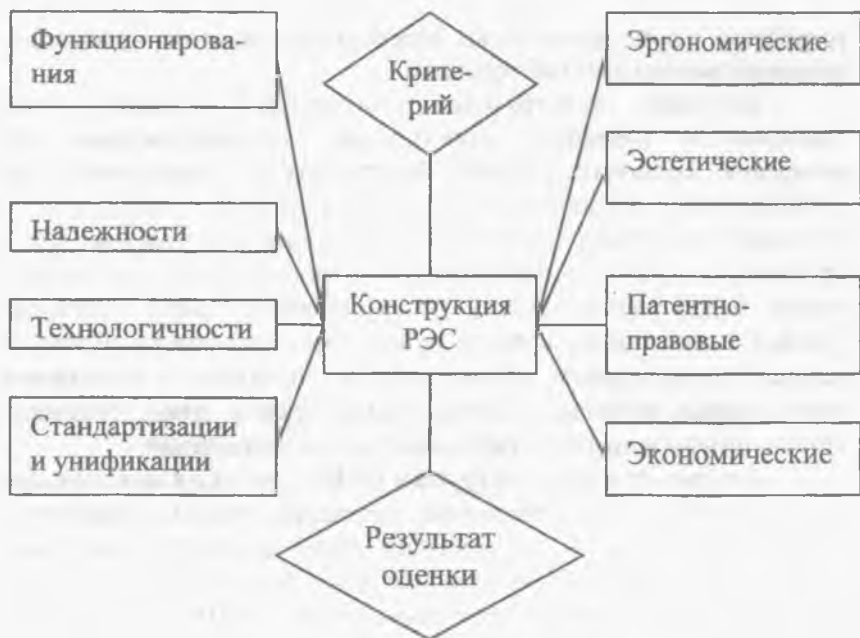 Функционирова-
ния
Надежности
Технологичности
Стандартизации
и унификации
Крите-
рий
Конструкция
РЭС
Результат
оценки
Эргономические
Эстетические
Патентно-
правовые
Экономические